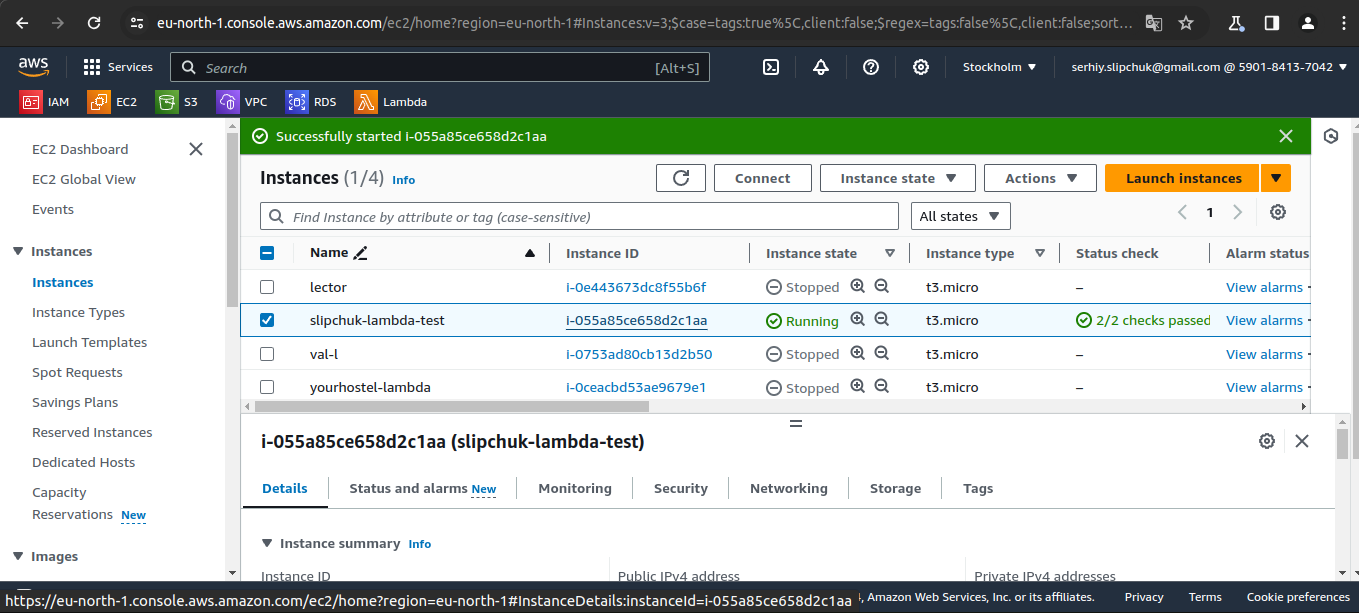 eu-north-1.console.aws.amazon.com/ec2/home?region=eu-north-1#Instances:v=3;$case=tags:true%5C,client:false;$regex=tags:false%5C,client:false;sort...
aws Services Search [Alt+S] Stockholm serhiy.slipchuk@gmail.com @ 5901-8413-7042
IAM EC2 S3 VPC RDS Lambda
EC2 Dashboard
EC2 Global View
Events
Instances
Instances
Instance Types
Launch Templates
Spot Requests
Savings Plans
Reserved Instances
Dedicated Hosts
Capacity
Reservations New
Images
Successfully started i-055a85ce658d2c1aa
Instances (1/4) Info Connect Instance state Actions Launch instances
Find Instance by attribute or tag (case-sensitive) All states 1
Name Instance ID Instance state Instance type Status check Alarm status
lector i-0e443673dc8f55b6f Stopped t3.micro – View alarms
slipchuk-lambda-test i-055a85ce658d2c1aa Running t3.micro 2/2 checks passed View alarms
val-l i-0753ad80cb13d2b50 Stopped t3.micro – View alarms
yourhostel-lambda i-0ceacbd53ae9679e1 Stopped t3.micro – View alarms
i-055a85ce658d2c1aa (slipchuk-lambda-test)
Details Status and alarms New Monitoring Security Networking Storage Tags
Instance summary Info
Instance ID Public IPv4 address Private IPv4 addresses
https://eu-north-1.console.aws.amazon.com/ec2/home?region=eu-north-1#InstanceDetails:instanceId=i-055a85ce658d2c1aa 4, Amazon Web Services, Inc. or its affiliates. Privacy Terms Cookie preferences